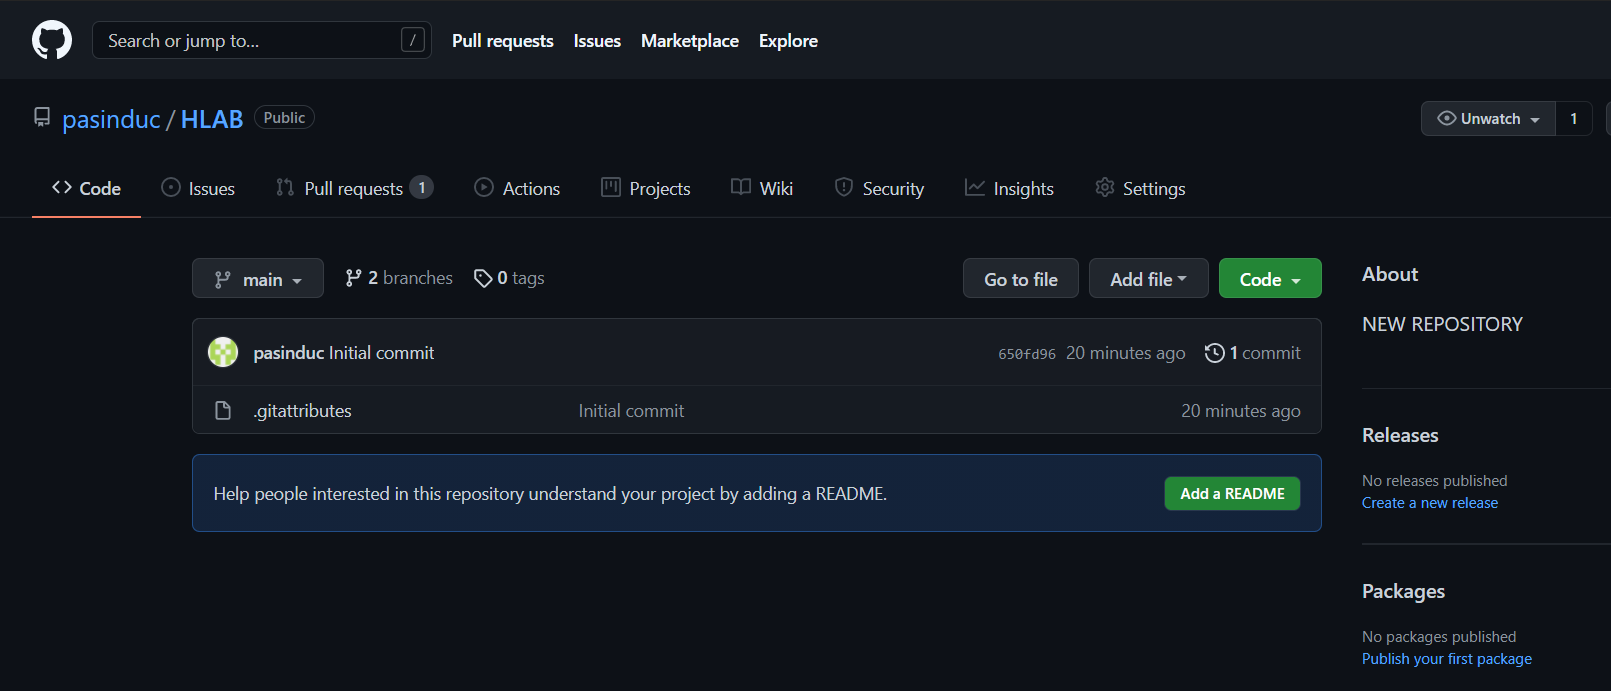 Search or jump to... /
Pull requests Issues Marketplace Explore
pasinduc / HLAB Public
Unwatch 1
Code Issues Pull requests 1 Actions Projects Wiki Security Insights Settings
main 2 branches 0 tags
Go to file Add file Code
pasinduc Initial commit 650fd96 20 minutes ago 1 commit
.gitattributes Initial commit 20 minutes ago
Help people interested in this repository understand your project by adding a README.
Add a README
About
NEW REPOSITORY
Releases
No releases published
Create a new release
Packages
No packages published
Publish your first package